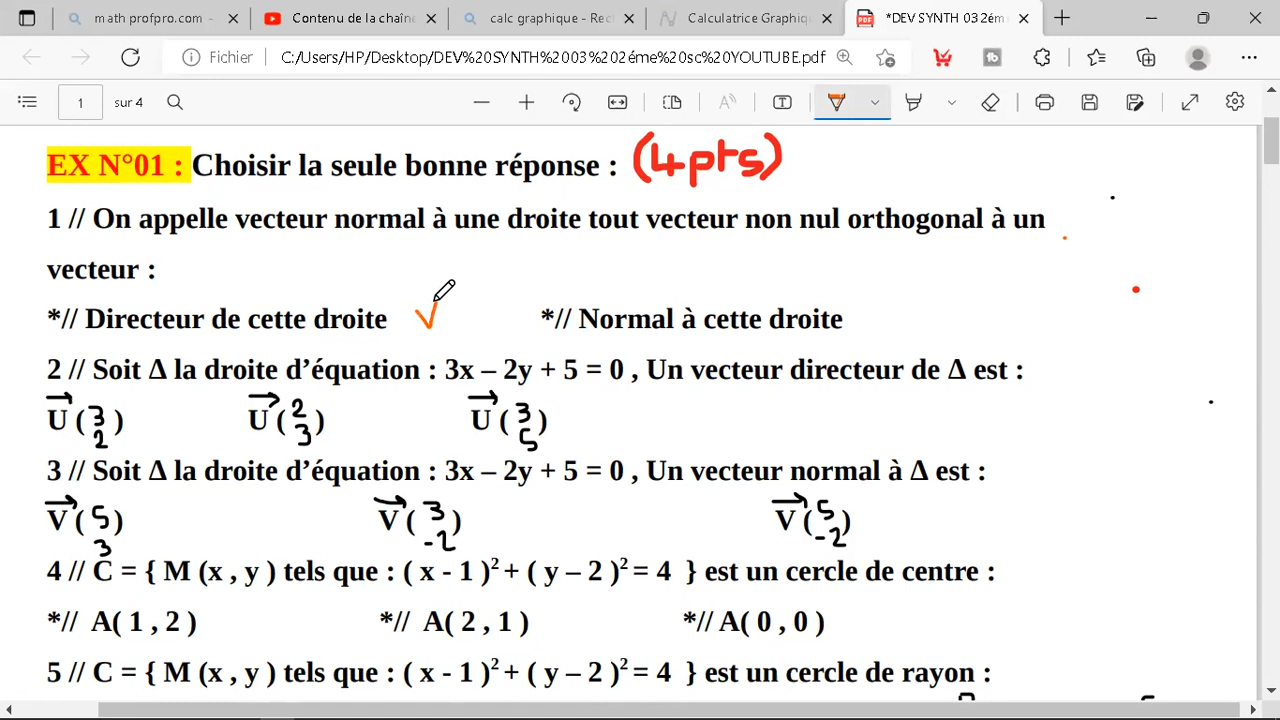 math profpro.com -
Contenu de la chaîne
calc graphique - Rec
Calculatrice Graphiq
*DEV SYNTH 03 2ém
Fichier
C:/Users/HP/Desktop/DEV%20SYNTH%2003%202éme%20sc%20YOUTUBE.pdf
1 sur 4
EX N°01 : Choisir la seule bonne réponse : (4pts)
1 // On appelle vecteur normal à une droite tout vecteur non nul orthogonal à un
vecteur :
*// Directeur de cette droite ✓ *// Normal à cette droite
2 // Soit Δ la droite d’équation : 3x – 2y + 5 = 0 , Un vecteur directeur de Δ est :
U ( 3 2 ) U ( 2 3 ) U ( 3 5 )
3 // Soit Δ la droite d’équation : 3x – 2y + 5 = 0 , Un vecteur normal à Δ est :
V ( 5 3 ) V ( 3 -2 ) V ( 5 -2 )
4 // C = { M (x , y ) tels que : ( x - 1 )² + ( y – 2 )² = 4 } est un cercle de centre :
*// A( 1 , 2 ) *// A( 2 , 1 ) *// A( 0 , 0 )
5 // C = { M (x , y ) tels que : ( x - 1 )² + ( y – 2 )² = 4 } est un cercle de rayon :